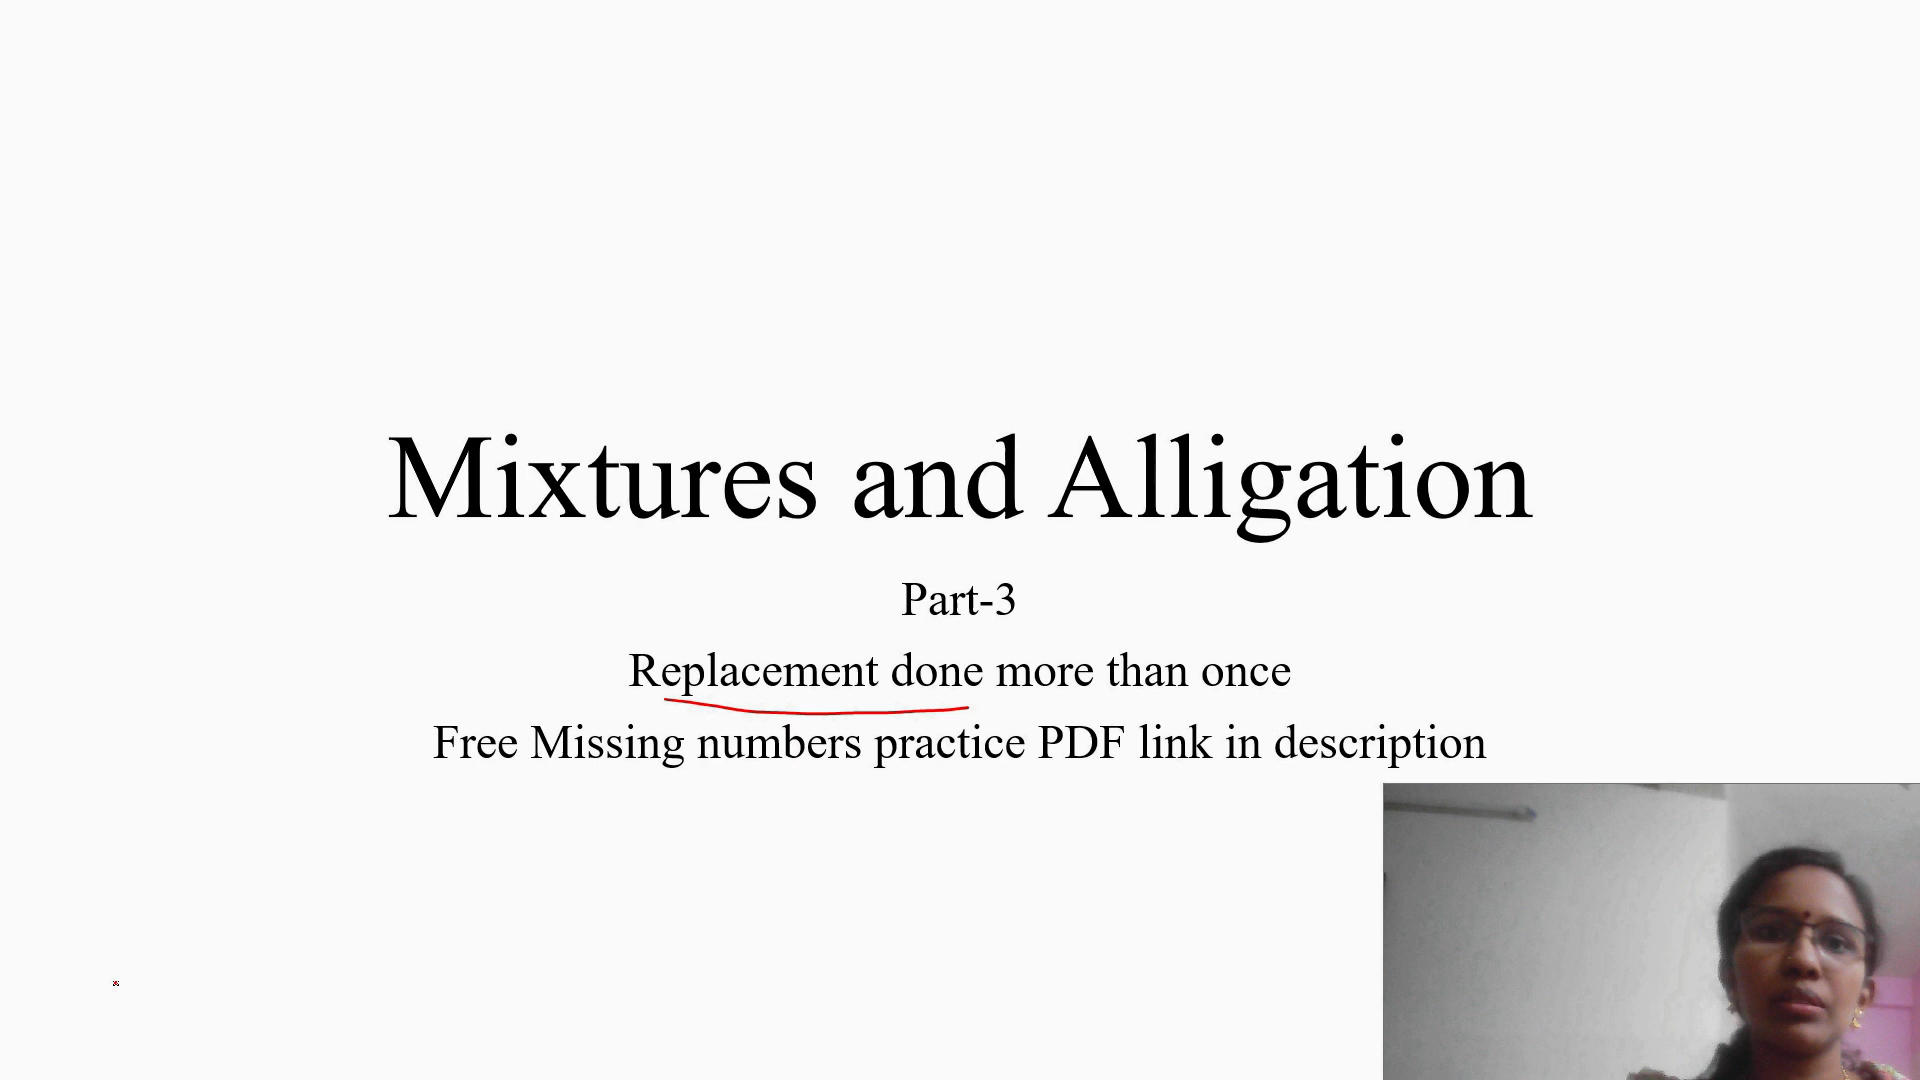 Mixtures and Alligation
Part-3
Replacement done more than once
Free Missing numbers practice PDF link in description